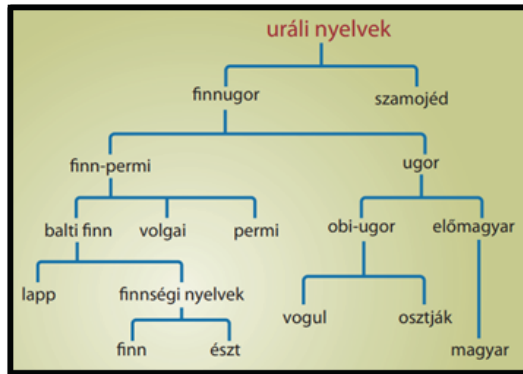 uráli nyelvek
finnugor szamojéd
finn-permi ugor
balti finn volgai permi obi-ugor előmagyar
lapp finnségi nyelvek vogul osztják
finn észt magyar